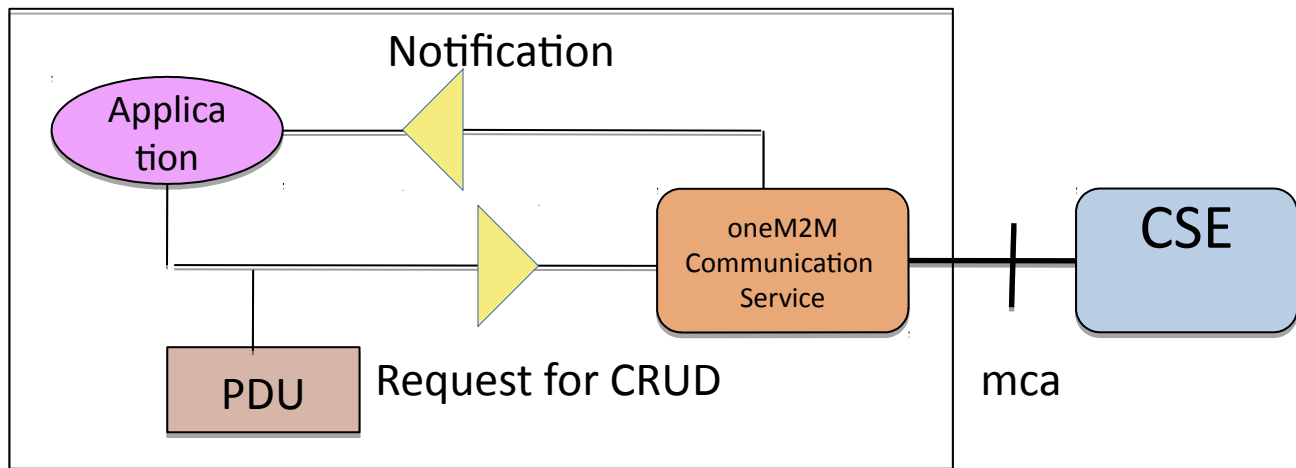 Notification
Applica
tion
oneM2M
Communication
Service
CSE
PDU
Request for CRUD
mca